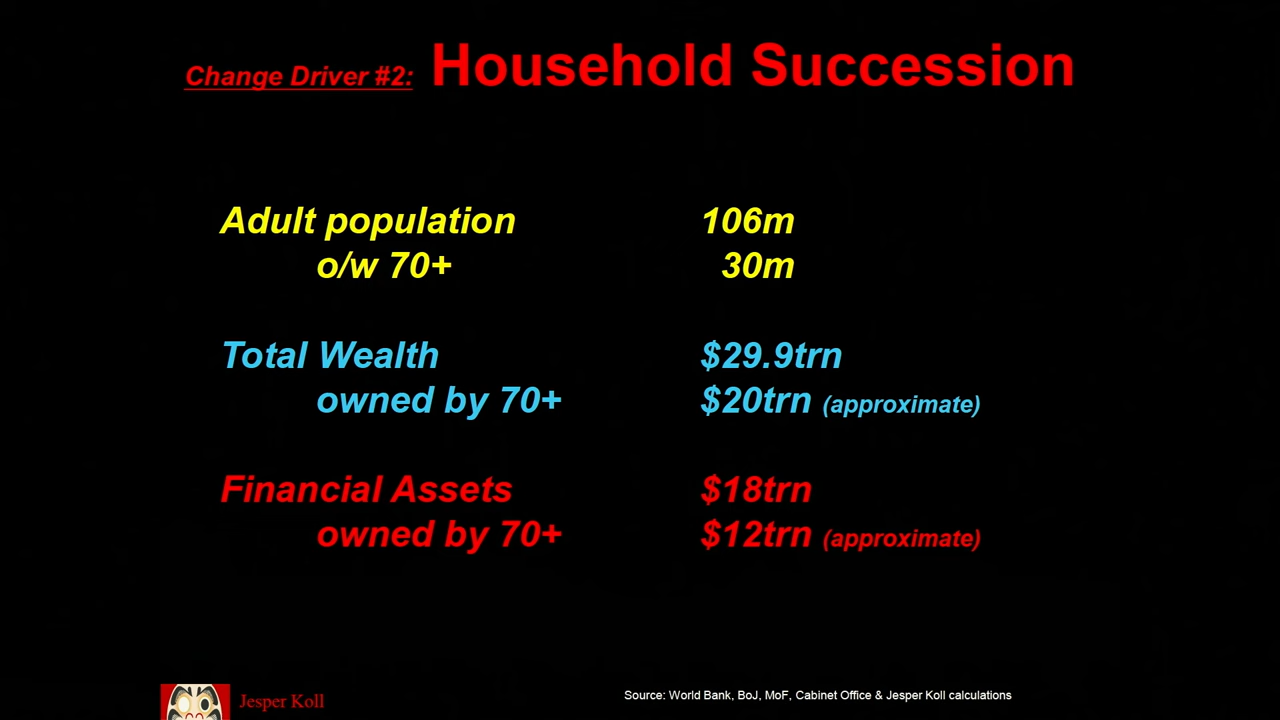 Change Driver #2: Household Succession
Adult population 106m
o/w 70+ 30m
Total Wealth $29.9trn
owned by 70+ $20trn (approximate)
Financial Assets $18trn
owned by 70+ $12trn (approximate)
Jesper Koll
Source: World Bank, BoJ, MoF, Cabinet Office & Jesper Koll calculations